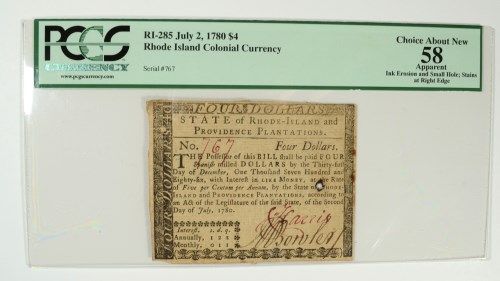 PCGS
CURRENCY
www.pcgscurrency.com
RI-285 July 2, 1780 $4
Rhode Island Colonial Currency
Serial #767
Choice About New
58
Apparent
Ink Erosion and Small Hole; Stains
at Right Edge
FOUR DOLLARS.
STATE of RHODE-ISLAND and
PROVIDENCE PLANTATIONS.
No. 767 Four Dollars.
THE Possessor of this BILL shall be paid FOUR
Spanish milled DOLLARS by the Thirty-first
Day of December, One Thousand Seven Hundred and
Eighty-six, with Interest in LIKE MONEY, at the Rate
of Five per Centum per Annum, by the State of RHODE-
ISLAND and PROVIDENCE PLANTATIONS, according to
an Act of the Legislature of the said State, of the Second
Day of July, 1780.
Interest. s. d. q.
Annually.
Monthly.